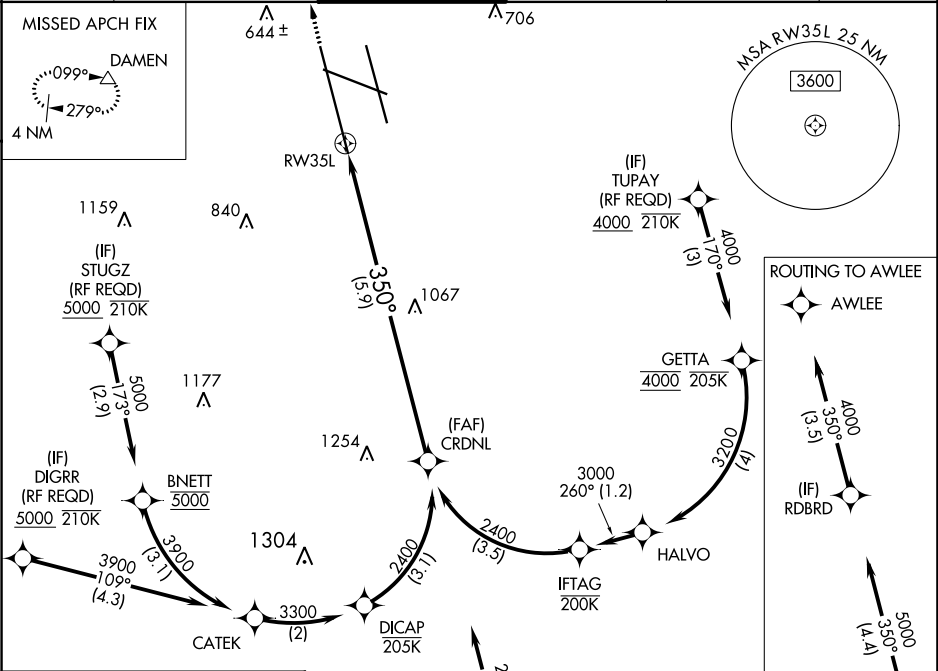 MISSED APCH FIX
DAMEN
099°
279°
4 NM
644 ±
706
MSA RW35L 25 NM
3600
RW35L
1159
840
(IF)
TUPAY
(RF REQD)
4000 210K
4000
170°
(3)
(IF)
STUGZ
(RF REQD)
5000 210K
350°
(5.9)
1067
ROUTING TO AWLEE
AWLEE
5000
173°
(2.9)
1177
GETTA
4000 205K
4000
350°
(3.5)
(IF)
DIGRR
(RF REQD)
5000 210K
BNETT
5000
1254
(FAF)
CRDNL
3200
(4)
3000
260° (1.2)
(IF)
RDBRD
3900
(3.1)
1304
2400
(3.1)
2400
(3.5)
HALVO
IFTAG
200K
3900
109°
(4.3)
CATEK
3300
(2)
DICAP
205K
5000
350°
(4.4)
2